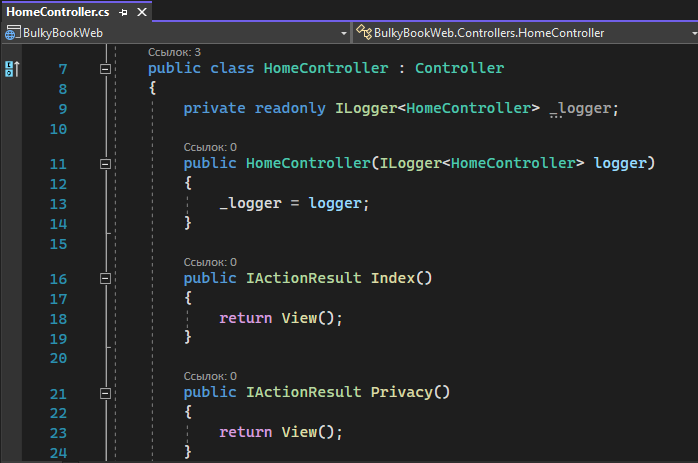 HomeController.cs
BulkyBookWeb BulkyBookWeb.Controllers.HomeController
Ссылок: 3
7 public class HomeController : Controller
8 {
9 private readonly ILogger<HomeController> _logger;
10
Ссылок: 0
11 public HomeController(ILogger<HomeController> logger)
12 {
13 _logger = logger;
14 }
15
Ссылок: 0
16 public IActionResult Index()
17 {
18 return View();
19 }
20
Ссылок: 0
21 public IActionResult Privacy()
22 {
23 return View();
24 }